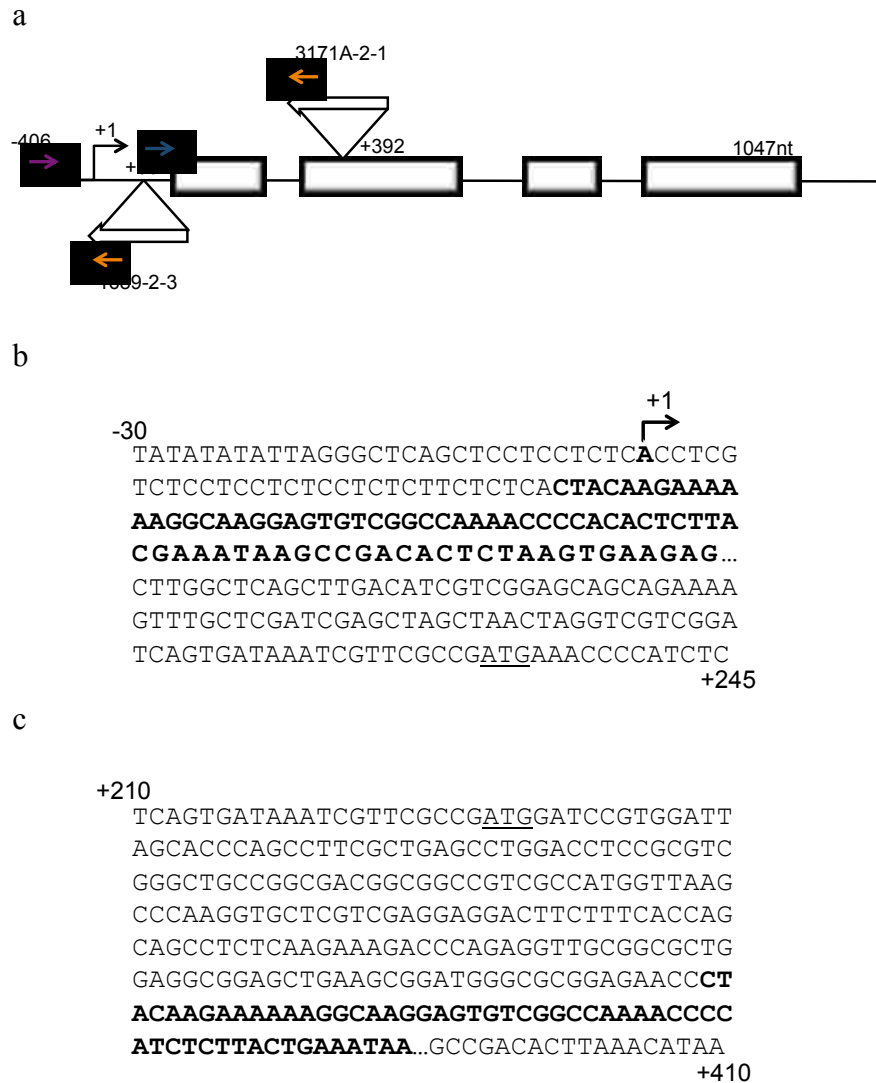 a
3171A-2-1
-406
+1
+392
1047nt
b
+1
-30
TATATATATTAGGGCTCAGCTCCTCCTCTCACCTCG
TCTCCTCCTCTCCTCTCTTCTCTCACTACAAGAAAA
AAGGCAAGGAGTGTCGGCCAAAACCCCACACTCTTA
CGAAATAAGCCGACACTCTAAGTGAAGAG...
CTTGGCTCAGCTTGACATCGTCGGAGCAGCAGAAAA
GTTTGCTCGATCGAGCTAGCTAACTAGGTCGTCGGA
TCAGTGATAAATCGTTCGCCGATGAAACCCCATCTC
+245
c
+210
TCAGTGATAAATCGTTCGCCGATGGATCCGTGGATT
AGCACCCAGCCTTCGCTGAGCCTGGACCTCCGCGTC
GGGCTGCCGGCGACGGCGGCCGTCGCCATGGTTAAG
CCCAAGGTGCTCGTCGAGGAGGACTTCTTTCACCAG
CAGCCTCTCAAGAAAGACCCAGAGGTTGCGGCGCTG
GAGGCGGAGCTGAAGCGGATGGGCGCGGAGAACCCT
ACAAGAAAAAAGGCAAGGAGTGTCGGCCAAAACCCC
ATCTCTTACTGAAATAA...GCCGACACTTAAACATAA
+410